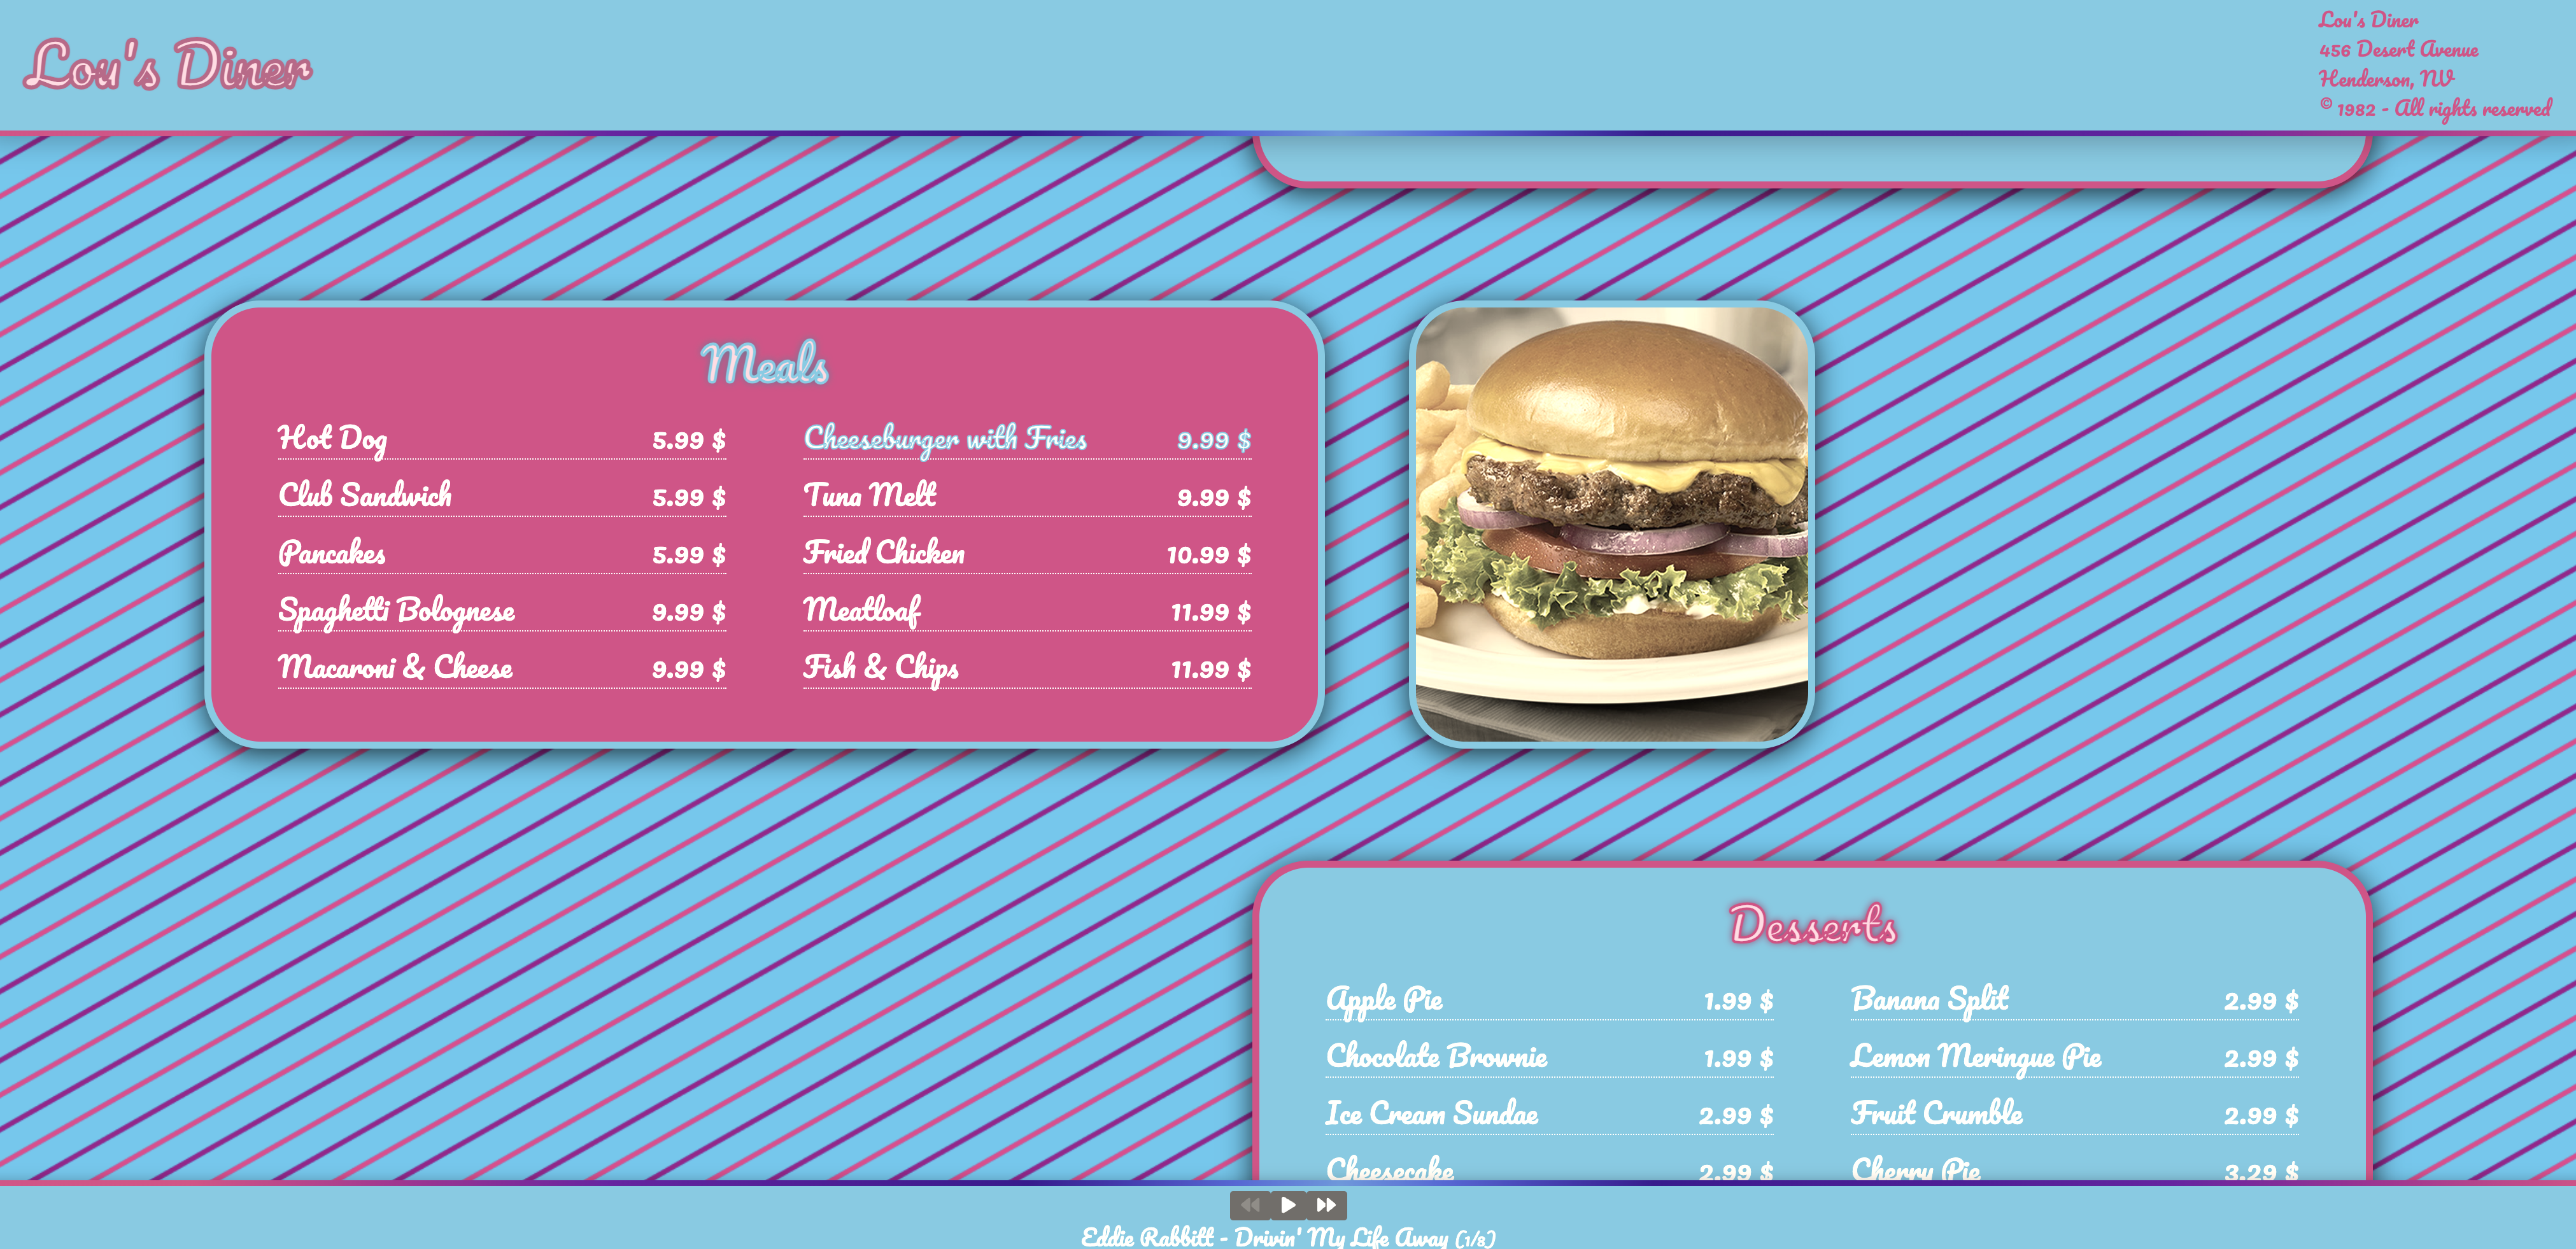 Lou's Diner
Lou's Diner
456 Desert Avenue
Henderson, NV
© 1982 - All rights reserved
Meals
Hot Dog 5.99 $
Club Sandwich 5.99 $
Pancakes 5.99 $
Spaghetti Bolognese 9.99 $
Macaroni & Cheese 9.99 $
Cheeseburger with Fries 9.99 $
Tuna Melt 9.99 $
Fried Chicken 10.99 $
Meatloaf 11.99 $
Fish & Chips 11.99 $
Desserts
Apple Pie 1.99 $
Chocolate Brownie 1.99 $
Ice Cream Sundae 2.99 $
Cheesecake 2.99 $
Banana Split 2.99 $
Lemon Meringue Pie 2.99 $
Fruit Crumble 2.99 $
Cherry Pie 3.29 $
Eddie Rabbitt - Drivin' My Life Away (1/8)